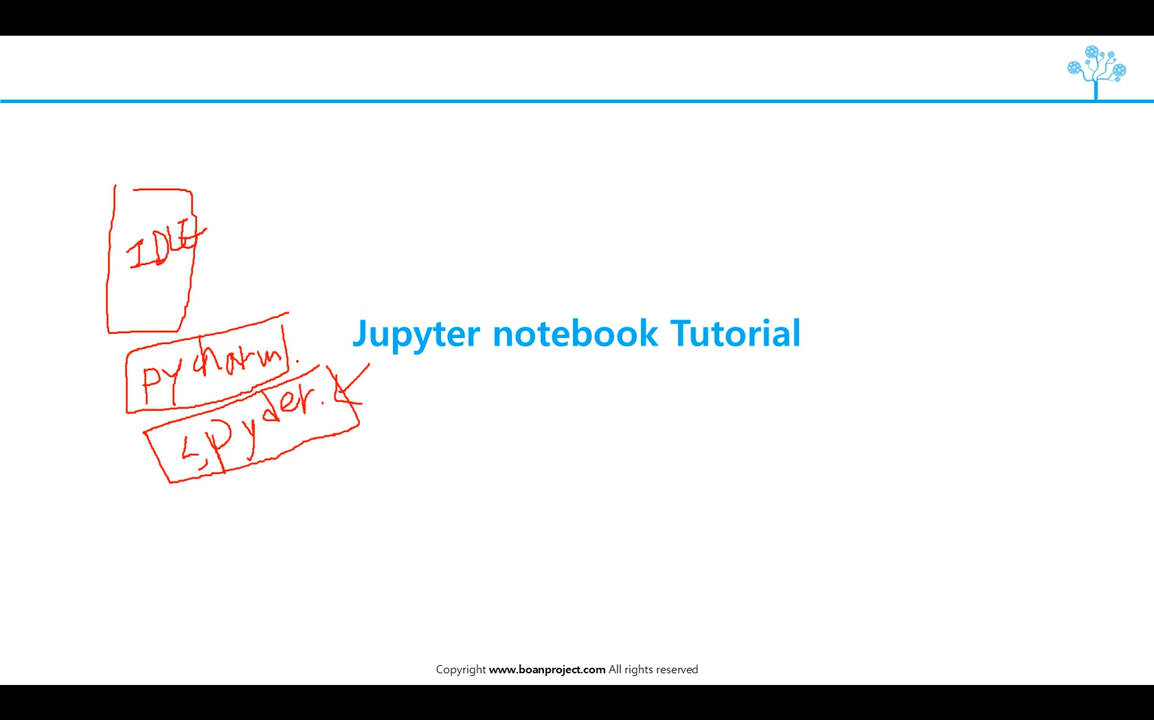 IDLE
Jupyter notebook Tutorial
pycharm.
spyder.
Copyright www.boanproject.com All rights reserved